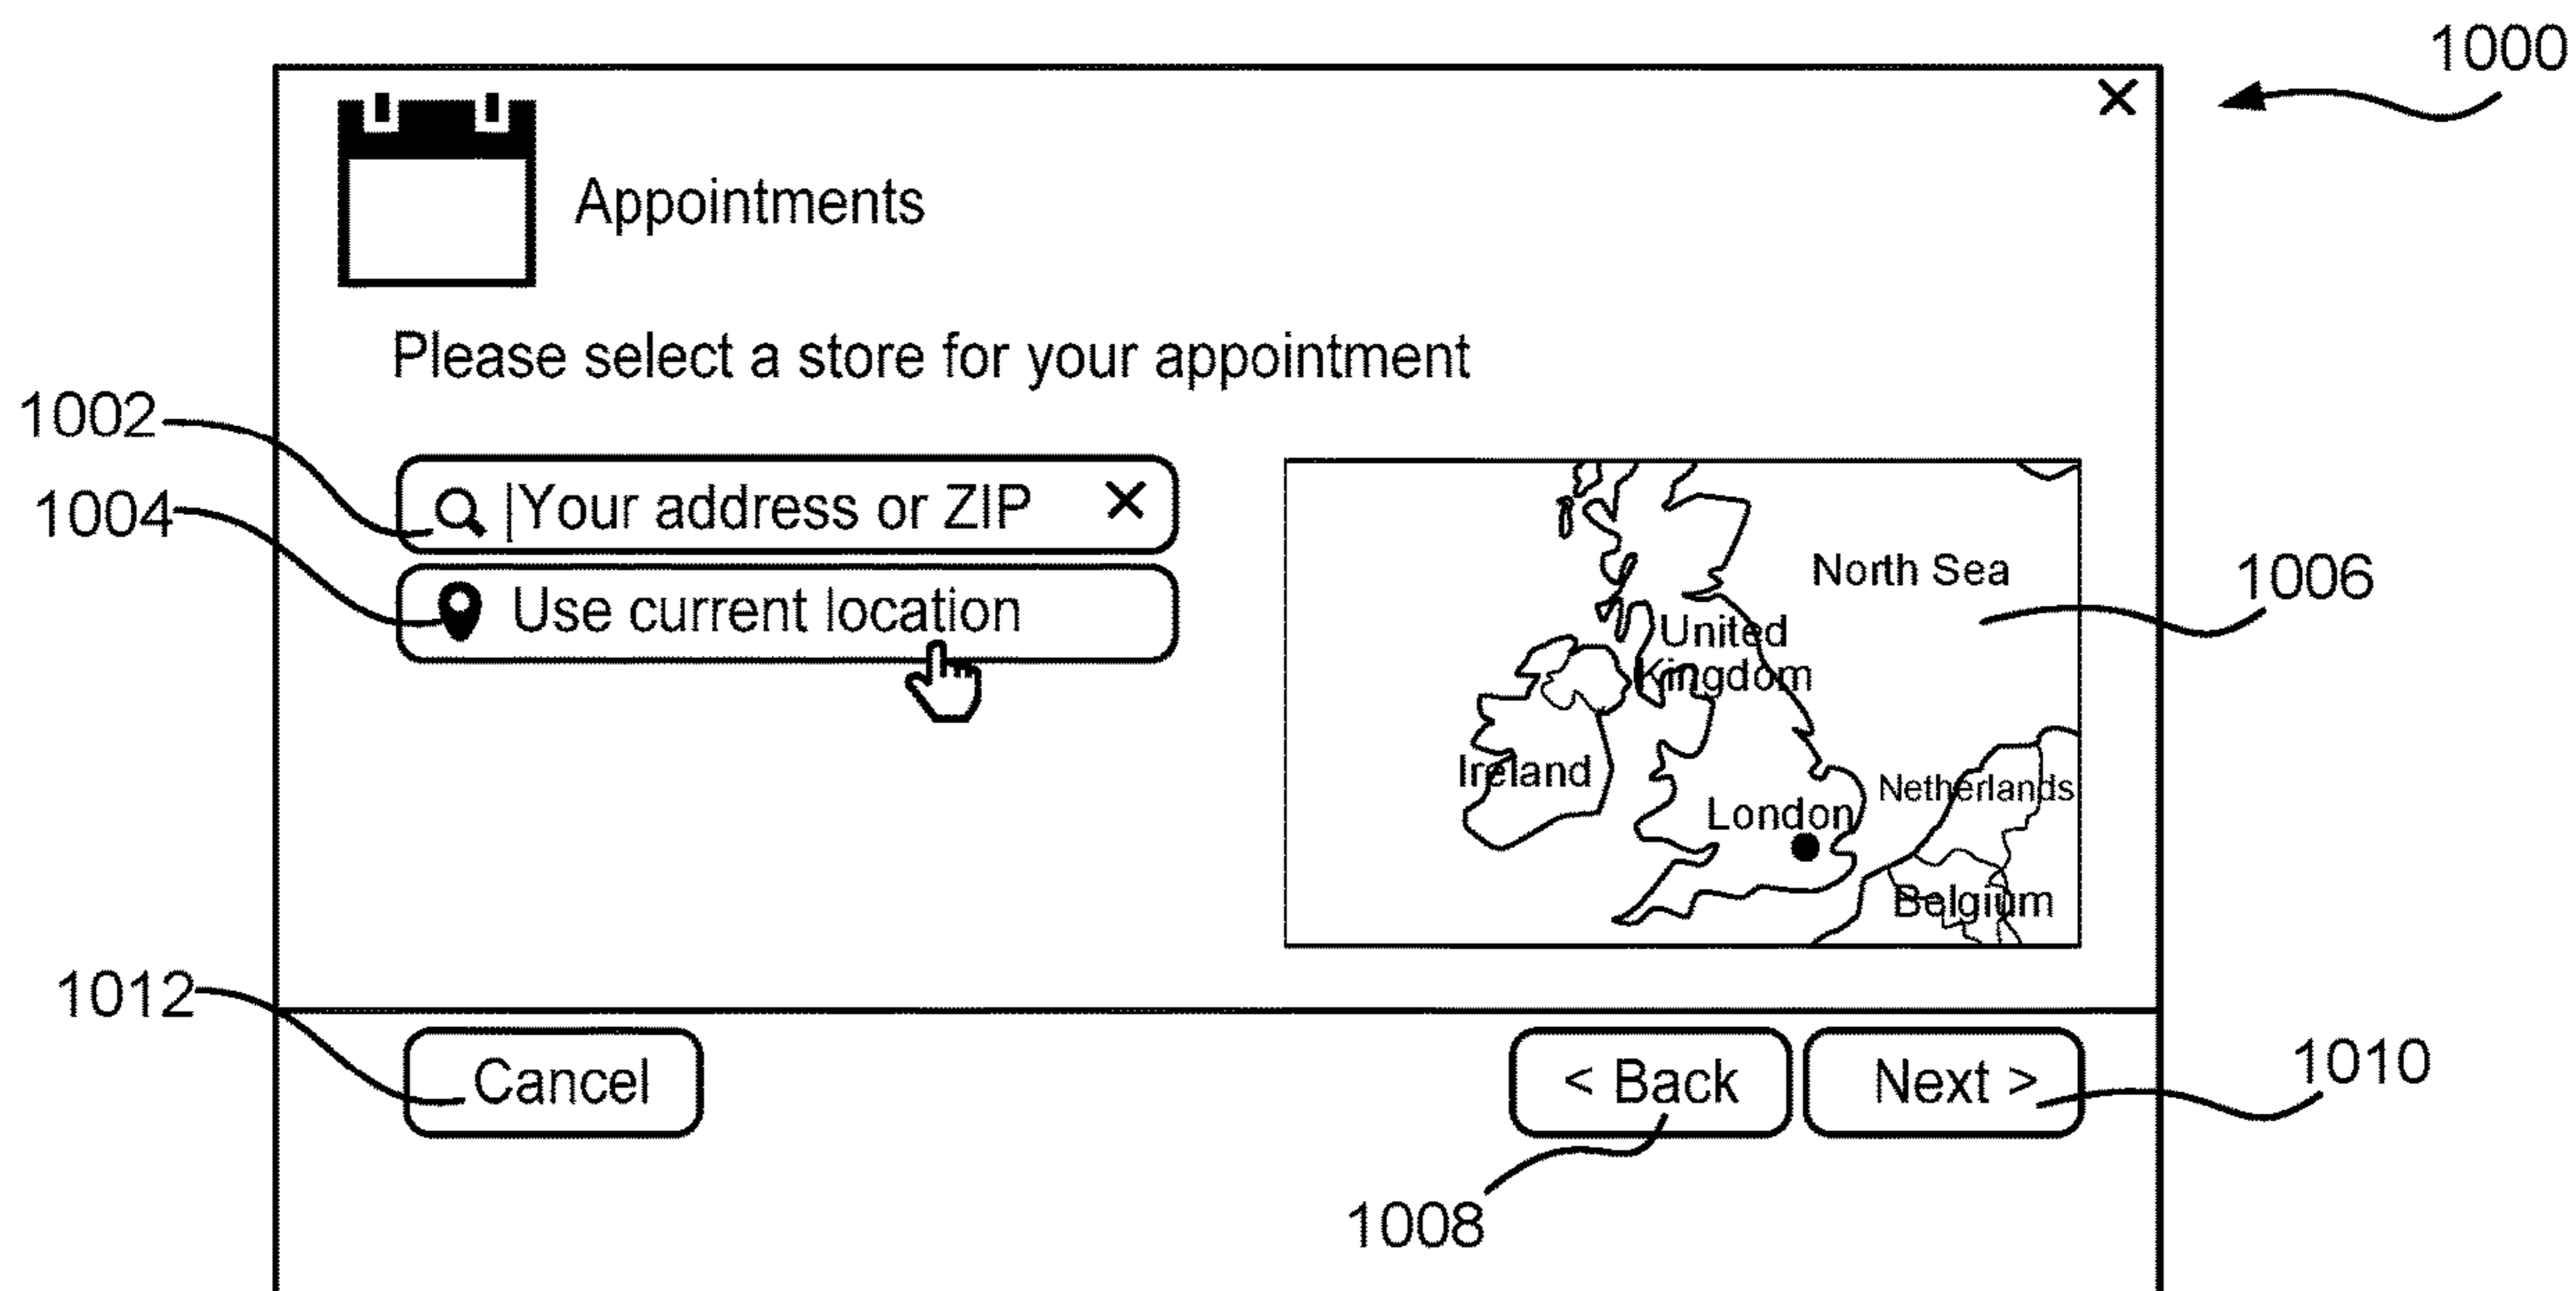 1000
Appointments
Please select a store for your appointment
1002
Your address or ZIP
1004
Use current location
North Sea
1006
United
Kingdom
Ireland
Netherlands
London
Belgium
1012
Cancel
< Back
Next >
1010
1008